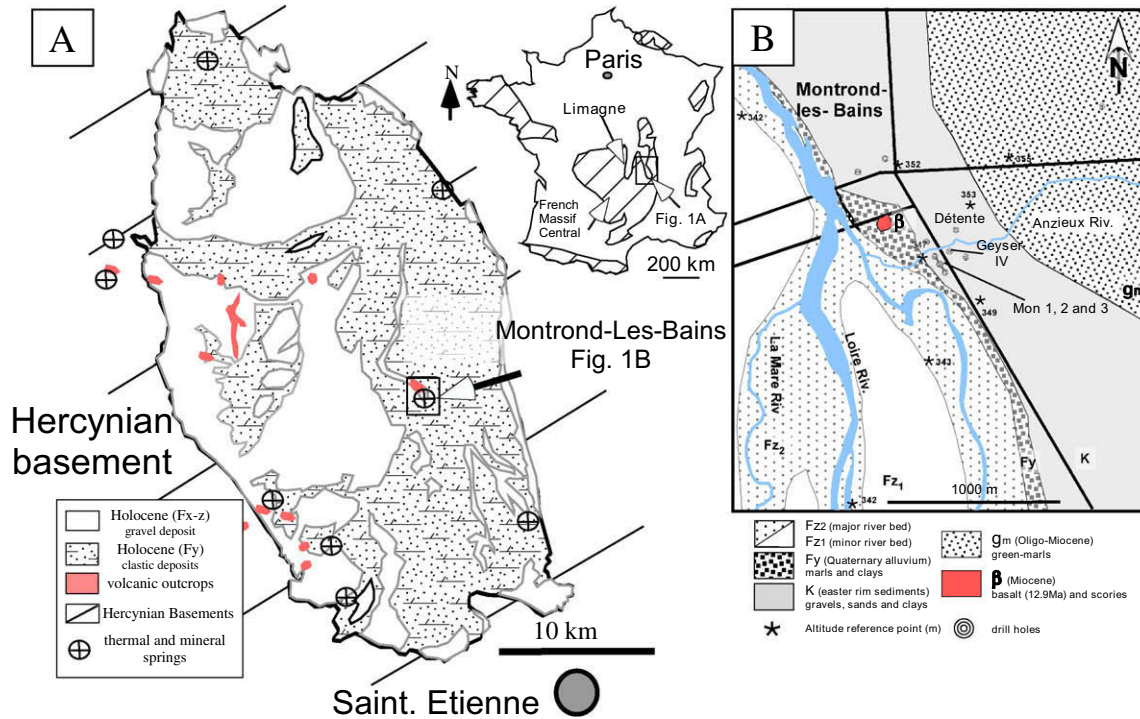 A
N
Paris
Limagne
French
Massif
Central
Fig. 1A
200 km
Montrond-Les-Bains
Fig. 1B
Hercynian
basement
Holocene (Fx-z)
gravel deposit
Holocene (Fy)
clastic deposits
volcanic outcrops
Hercynian Basements
thermal and mineral
springs
10 km
Saint. Etienne
B
N
Montrond-
les- Bains
342
352
355
353
β
Détente
Anzieux Riv.
347
Geyser-
IV
gm
349
Mon 1, 2 and 3
La Mare Riv
Loire Riv
343
Fz2
Fz1
Fy
K
342
1000 m
Fz2 (major river bed)
Fz1 (minor river bed)
Fy (Quaternary alluvium)
marls and clays
K (easter rim sediments)
gravels, sands and clays
Altitude reference point (m)
gm (Oligo-Miocene)
green-marls
β (Miocene)
basalt (12.9Ma) and scories
drill holes